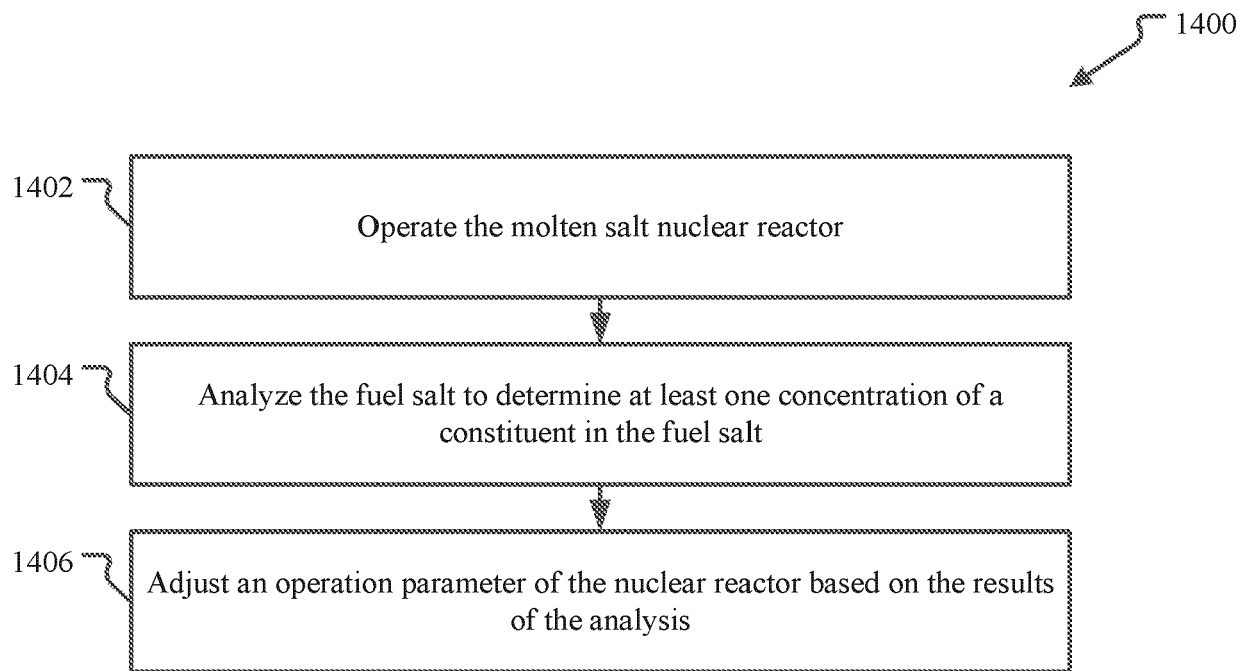 1400
1402
Operate the molten salt nuclear reactor
1404
Analyze the fuel salt to determine at least one concentration of a
constituent in the fuel salt
1406
Adjust an operation parameter of the nuclear reactor based on the results
of the analysis